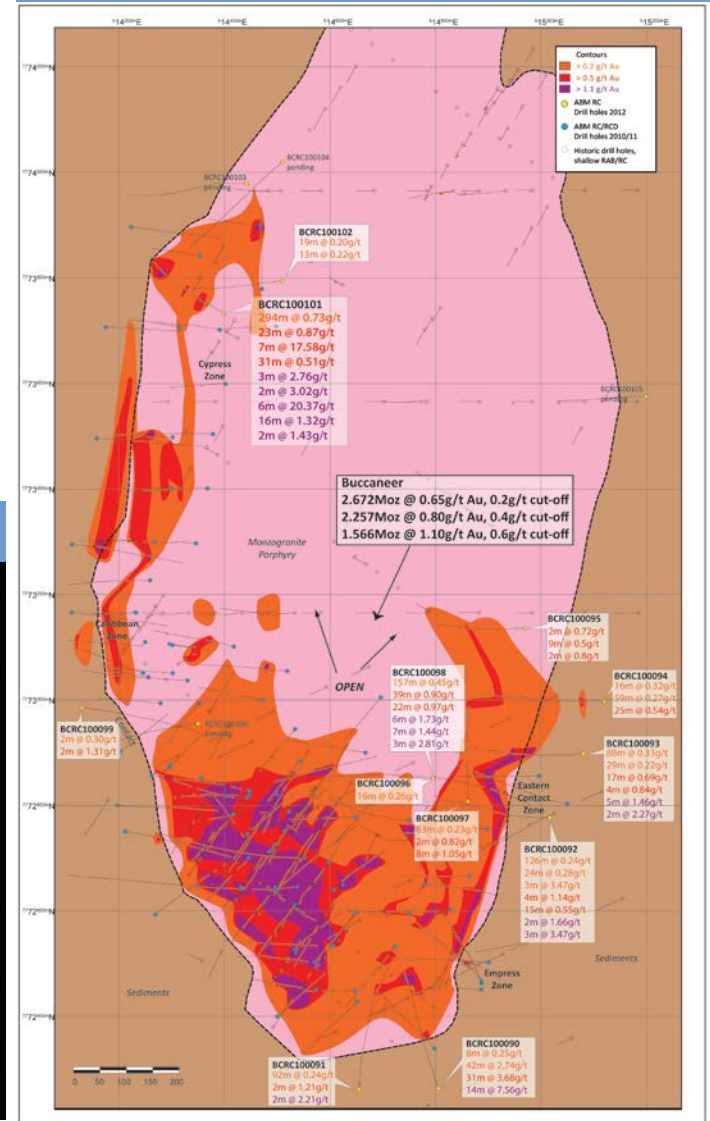 Contours
> 0.2 g/t Au
> 0.5 g/t Au
> 1.1 g/t Au
ABM RC
Drill holes 2012
ABM RC/RCD
Drill holes 2010/11
Historic drill holes,
shallow RAB/RC
BCRC100104
pending
BCRC100103
pending
BCRC100102
19m @ 0.20g/t
13m @ 0.22g/t
BCRC100101
294m @ 0.73g/t
23m @ 0.87g/t
7m @ 17.58g/t
31m @ 0.51g/t
3m @ 2.76g/t
2m @ 3.02g/t
6m @ 20.37g/t
16m @ 1.32g/t
2m @ 1.43g/t
Cypress
Zone
BCRC100105
pending
Buccaneer
2.672Moz @ 0.65g/t Au, 0.2g/t cut-off
2.257Moz @ 0.80g/t Au, 0.4g/t cut-off
1.566Moz @ 1.10g/t Au, 0.6g/t cut-off
Monzogranite
Porphyry
Caribbean
Zone
OPEN
BCRC100095
2m @ 0.72g/t
9m @ 0.5g/t
2m @ 0.8g/t
BCRC100098
157m @ 0.45g/t
39m @ 0.90g/t
22m @ 0.97g/t
6m @ 1.73g/t
7m @ 1.44g/t
3m @ 2.81g/t
BCRC100094
16m @ 0.32g/t
59m @ 0.27g/t
25m @ 0.54g/t
BCRC100099
2m @ 0.30g/t
2m @ 1.31g/t
Contact
BCRC100100
pending
BCRC100093
88m @ 0.33g/t
29m @ 0.22g/t
17m @ 0.69g/t
4m @ 0.84g/t
5m @ 1.46g/t
2m @ 2.27g/t
BCRC100096
16m @ 0.26g/t
Eastern
Contact
Zone
BCRC100097
63m @ 0.23g/t
2m @ 0.82g/t
8m @ 1.05g/t
BCRC100092
126m @ 0.24g/t
24m @ 0.28g/t
3m @ 3.47g/t
4m @ 1.14g/t
15m @ 0.55g/t
2m @ 1.66g/t
3m @ 3.47g/t
Empress
Zone
Sediments
Sediments
BCRC100091
92m @ 0.24g/t
2m @ 1.21g/t
2m @ 2.21g/t
BCRC100090
8m @ 0.25g/t
42m @ 2.74g/t
31m @ 3.68g/t
14m @ 7.56g/t
0 50 100 150 200